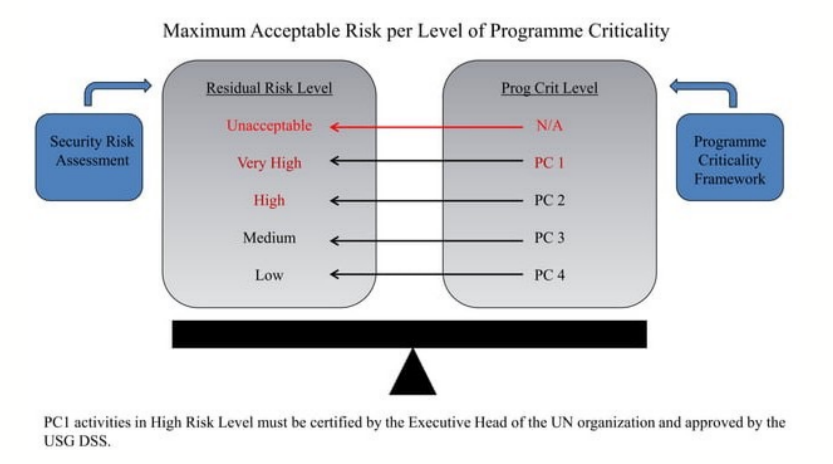 Maximum Acceptable Risk per Level of Programme Criticality
Security Risk
Assessment
Residual Risk Level
Unacceptable
Very High
High
Medium
Low
Prog Crit Level
N/A
PC 1
PC 2
PC 3
PC 4
Programme
Criticality
Framework
PC1 activities in High Risk Level must be certified by the Executive Head of the UN organization and approved by the
USG DSS.